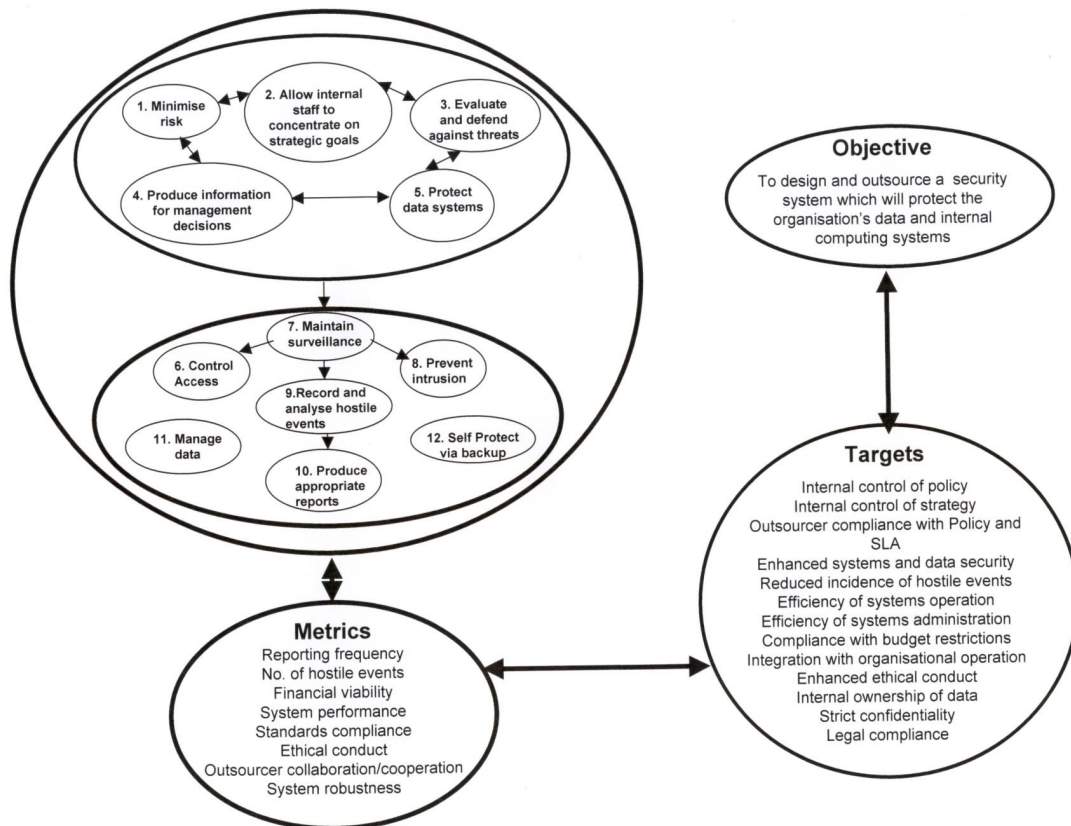 1. Minimise
risk
2. Allow internal
staff to
concentrate on
strategic goals
3. Evaluate
and defend
against threats
4. Produce information
for management
decisions
5. Protect
data systems
7. Maintain
surveillance
6. Control
Access
8. Prevent
intrusion
9.Record and
analyse hostile
events
11. Manage
data
12. Self Protect
via backup
10. Produce
appropriate
reports
Objective
To design and outsource a security
system which will protect the
organisation's data and internal
computing systems
Targets
Internal control of policy
Internal control of strategy
Outsourcer compliance with Policy and
SLA
Enhanced systems and data security
Reduced incidence of hostile events
Efficiency of systems operation
Efficiency of systems administration
Compliance with budget restrictions
Integration with organisational operation
Enhanced ethical conduct
Internal ownership of data
Strict confidentiality
Legal compliance
Metrics
Reporting frequency
No. of hostile events
Financial viability
System performance
Standards compliance
Ethical conduct
Outsourcer collaboration/cooperation
System robustness